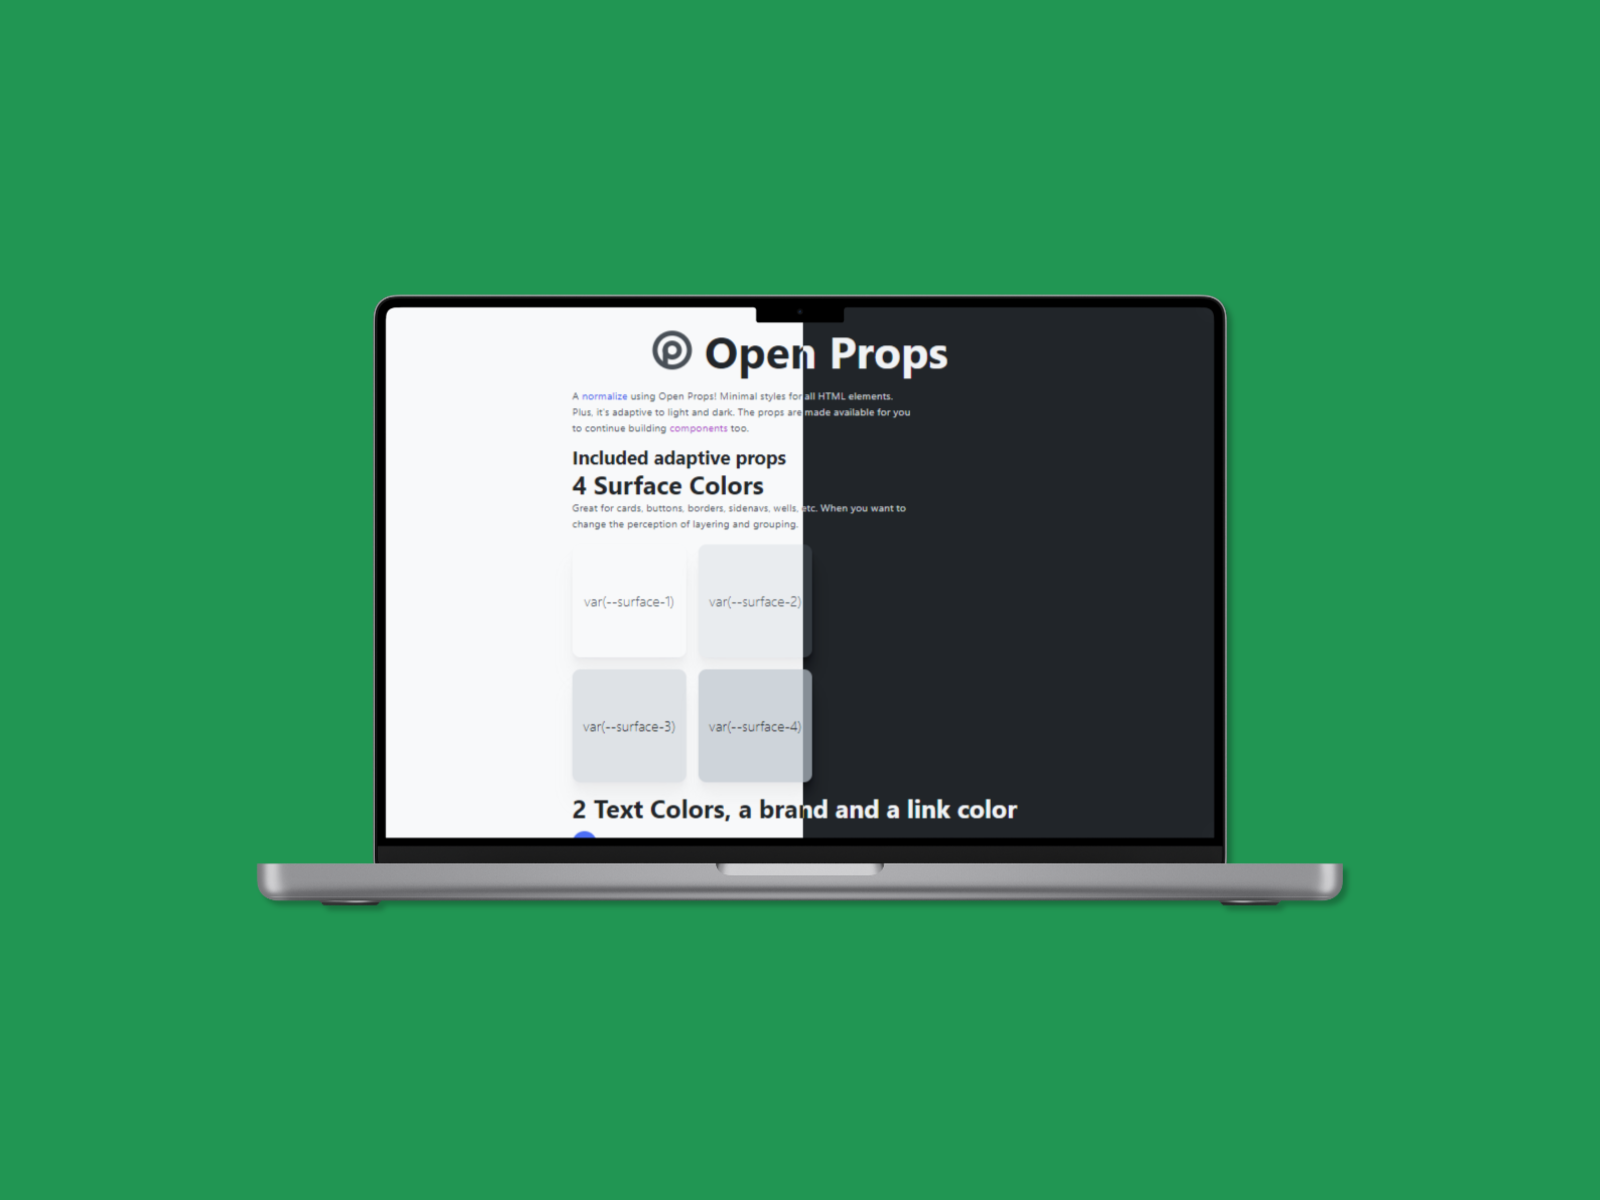 Open Props
A normalize using Open Props! Minimal styles for all HTML elements.
Plus, it's adaptive to light and dark. The props are made available for you
to continue building components too.
Included adaptive props
4 Surface Colors
Great for cards, buttons, borders, sidenavs, wells, etc. When you want to
change the perception of layering and grouping.
var(--surface-1)
var(--surface-2)
var(--surface-3)
var(--surface-4)
2 Text Colors, a brand and a link color